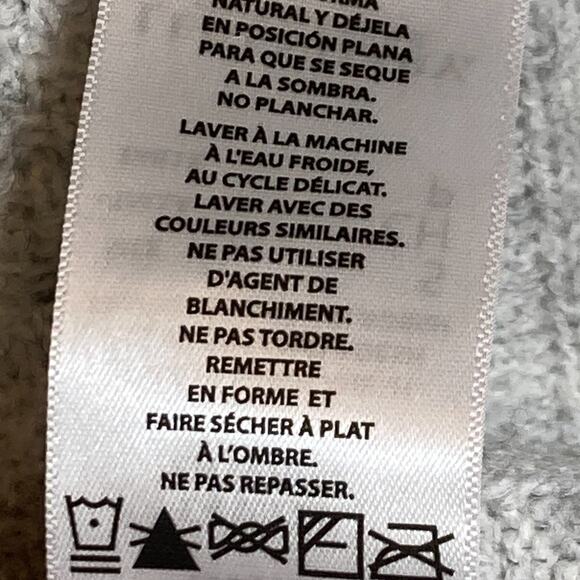 NATURAL Y DÉJELA
EN POSICIÓN PLANA
PARA QUE SE SEQUE
A LA SOMBRA.
NO PLANCHAR.
LAVER À LA MACHINE
À L'EAU FROIDE,
AU CYCLE DÉLICAT.
LAVER AVEC DES
COULEURS SIMILAIRES.
NE PAS UTILISER
D'AGENT DE
BLANCHIMENT.
NE PAS TORDRE.
REMETTRE
EN FORME ET
FAIRE SÉCHER À PLAT
À L'OMBRE.
NE PAS REPASSER.